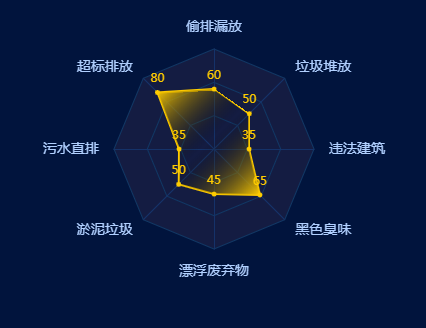 偷排漏放
超标排放
垃圾堆放
80
60
50
35
35
污水直排
违法建筑
50
45
65
淤泥垃圾
黑色臭味
漂浮废弃物